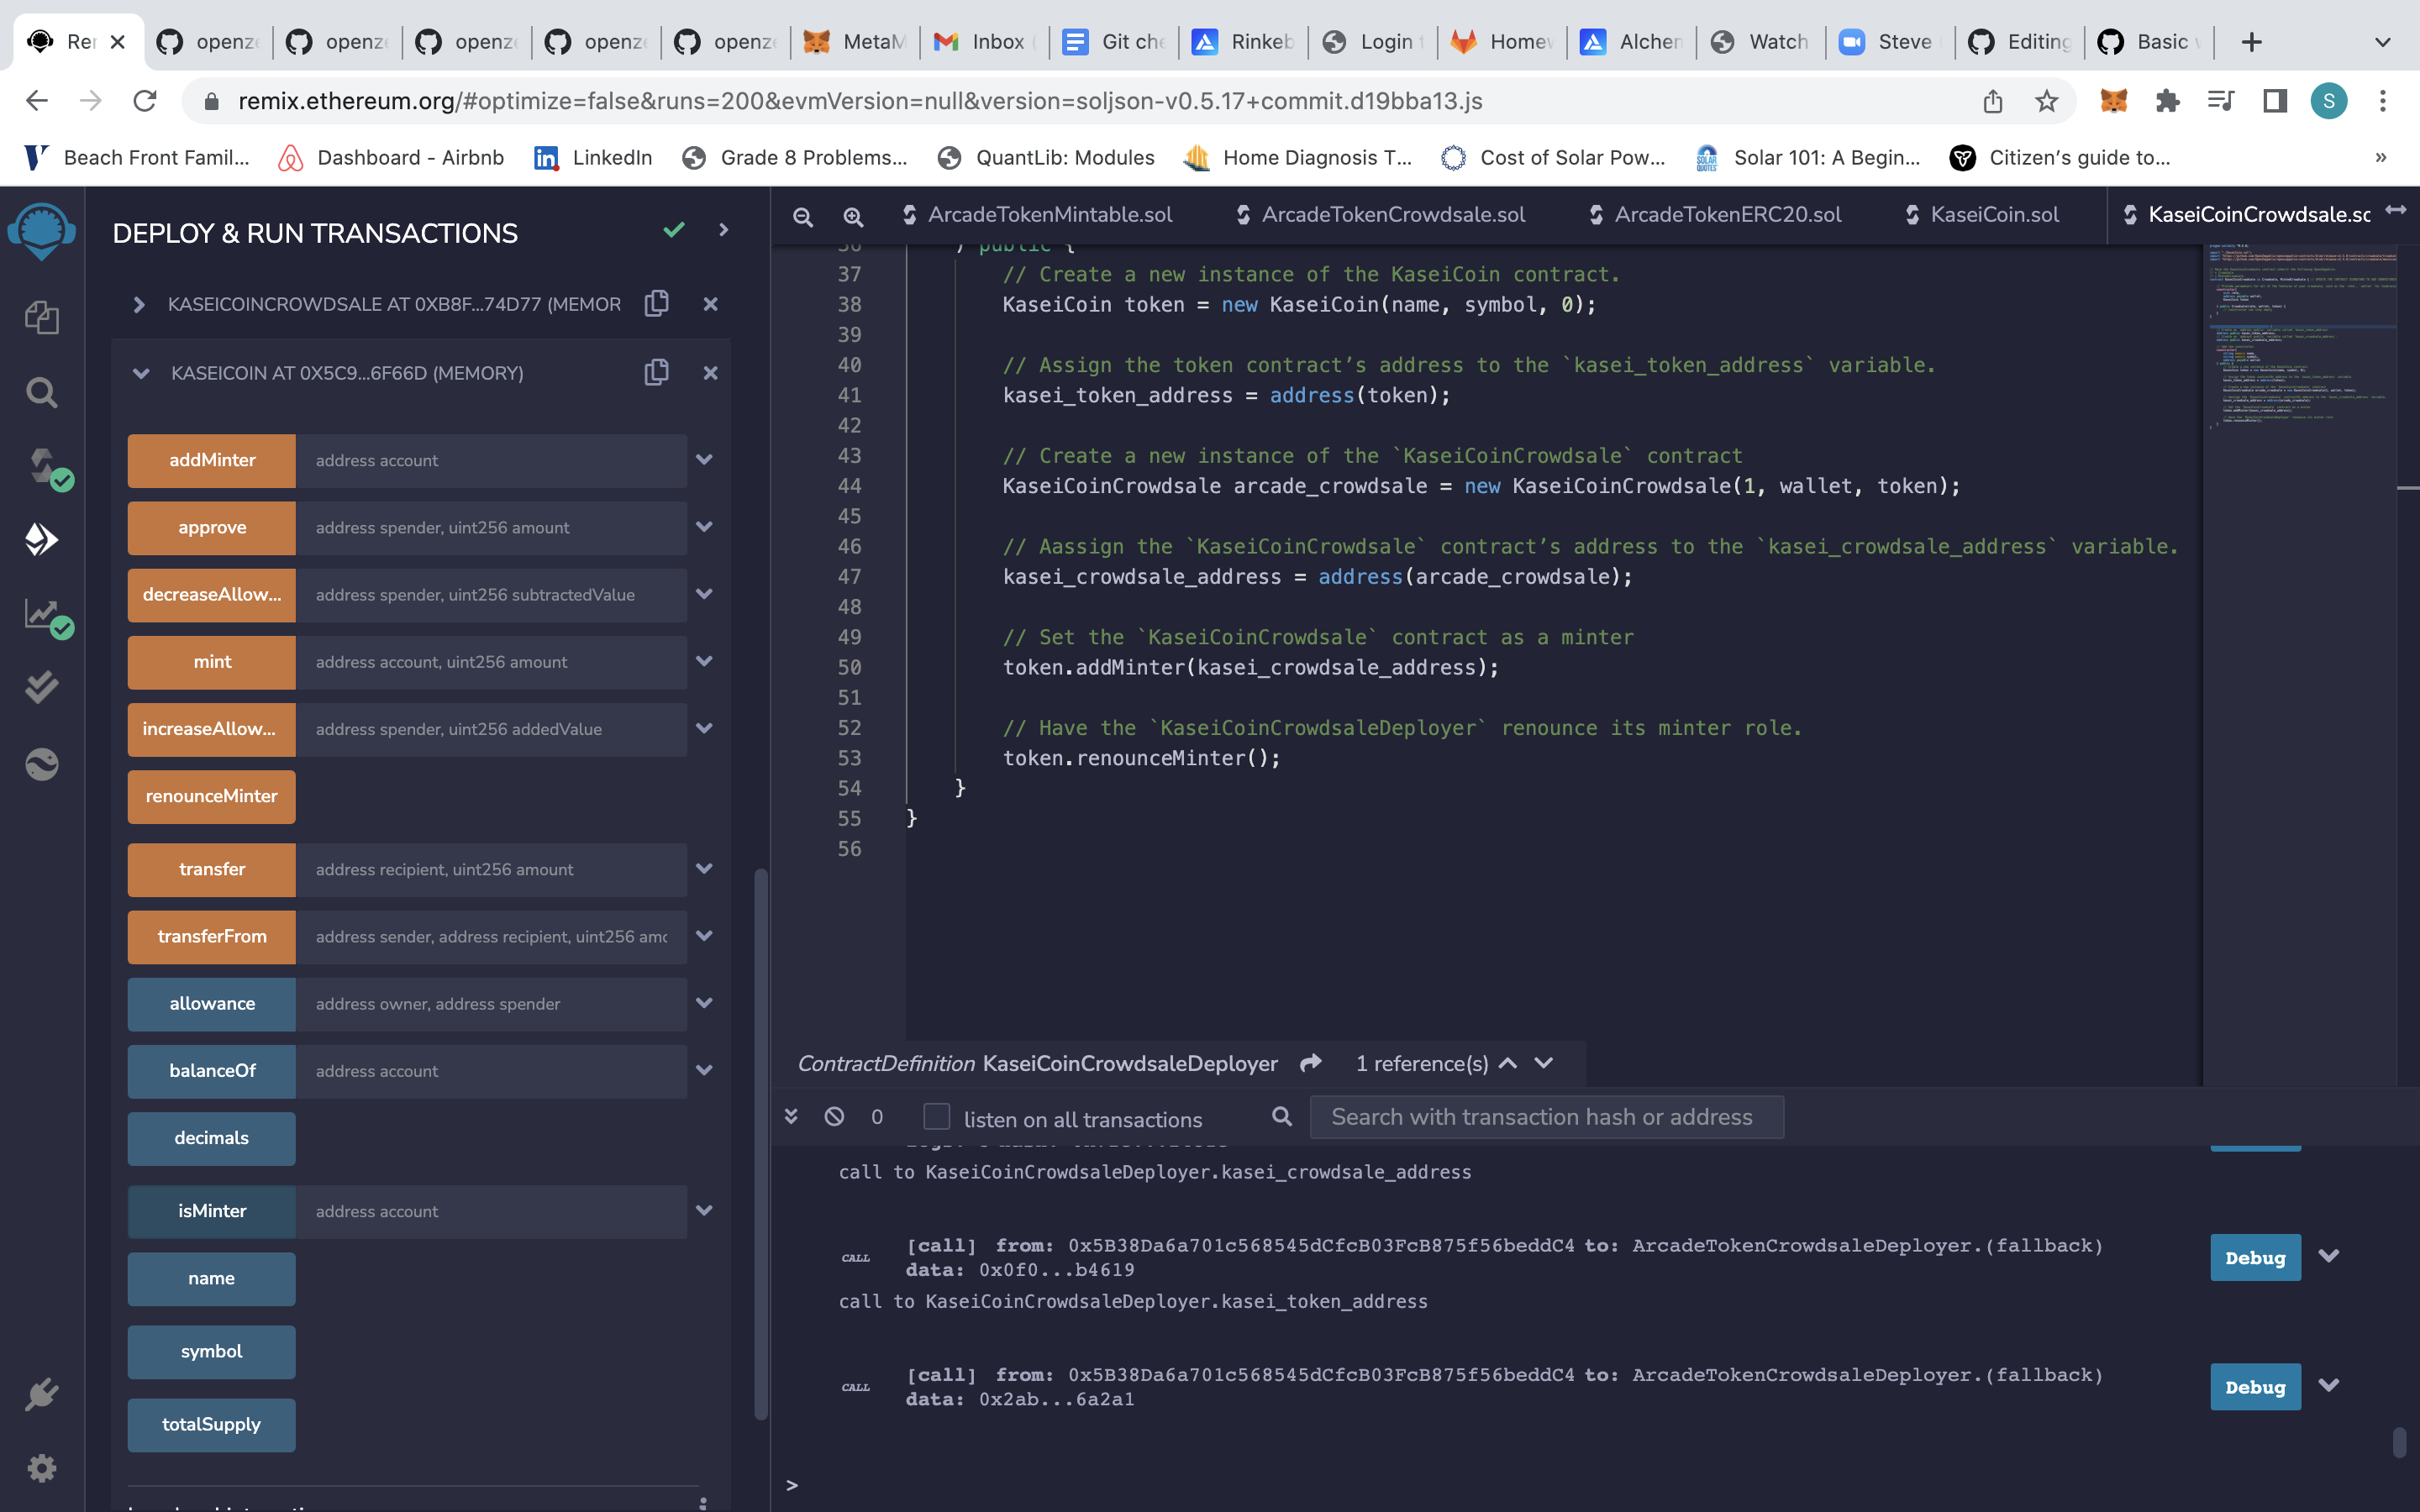 Rer
openze
openze
openze
openze
openze
MetaM
Inbox
Git che
Rinkeb
Login t
Homew
Alchem
Watch
Steve
Editing
Basic
remix.ethereum.org/#optimize=false&runs=200&evmVersion=null&version=soljson-v0.5.17+commit.d19bba13.js
S
Beach Front Famil...
Dashboard - Airbnb
LinkedIn
Grade 8 Problems...
QuantLib: Modules
Home Diagnosis T...
Cost of Solar Pow...
Solar 101: A Begin...
Citizen's guide to...
»
DEPLOY & RUN TRANSACTIONS
KASEICOINCROWDSALE AT 0XB8F...74D77 (MEMOR
KASEICOIN AT 0X5C9...6F66D (MEMORY)
addMinter address account
approve address spender, uint256 amount
decreaseAllow... address spender, uint256 subtractedValue
mint address account, uint256 amount
increaseAllow... address spender, uint256 addedValue
renounceMinter
transfer address recipient, uint256 amount
transferFrom address sender, address recipient, uint256 amo
allowance address owner, address spender
balanceOf address account
decimals
isMinter address account
name
symbol
totalSupply
ArcadeTokenMintable.sol
ArcadeTokenCrowdsale.sol
ArcadeTokenERC20.sol
KaseiCoin.sol
KaseiCoinCrowdsale.sc
36 ) public {
37 // Create a new instance of the KaseiCoin contract.
38 KaseiCoin token = new KaseiCoin(name, symbol, 0);
39
40 // Assign the token contract’s address to the `kasei_token_address` variable.
41 kasei_token_address = address(token);
42
43 // Create a new instance of the `KaseiCoinCrowdsale` contract
44 KaseiCoinCrowdsale arcade_crowdsale = new KaseiCoinCrowdsale(1, wallet, token);
45
46 // Aassign the `KaseiCoinCrowdsale` contract’s address to the `kasei_crowdsale_address` variable.
47 kasei_crowdsale_address = address(arcade_crowdsale);
48
49 // Set the `KaseiCoinCrowdsale` contract as a minter
50 token.addMinter(kasei_crowdsale_address);
51
52 // Have the `KaseiCoinCrowdsaleDeployer` renounce its minter role.
53 token.renounceMinter();
54 }
55 }
56
ContractDefinition KaseiCoinCrowdsaleDeployer 1 reference(s)
0 listen on all transactions Search with transaction hash or address
call to KaseiCoinCrowdsaleDeployer.kasei_crowdsale_address
CALL [call] from: 0x5B38Da6a701c568545dCfcB03FcB875f56beddC4 to: ArcadeTokenCrowdsaleDeployer.(fallback)
data: 0x0f0...b4619
Debug
call to KaseiCoinCrowdsaleDeployer.kasei_token_address
CALL [call] from: 0x5B38Da6a701c568545dCfcB03FcB875f56beddC4 to: ArcadeTokenCrowdsaleDeployer.(fallback)
data: 0x2ab...6a2a1
Debug
>